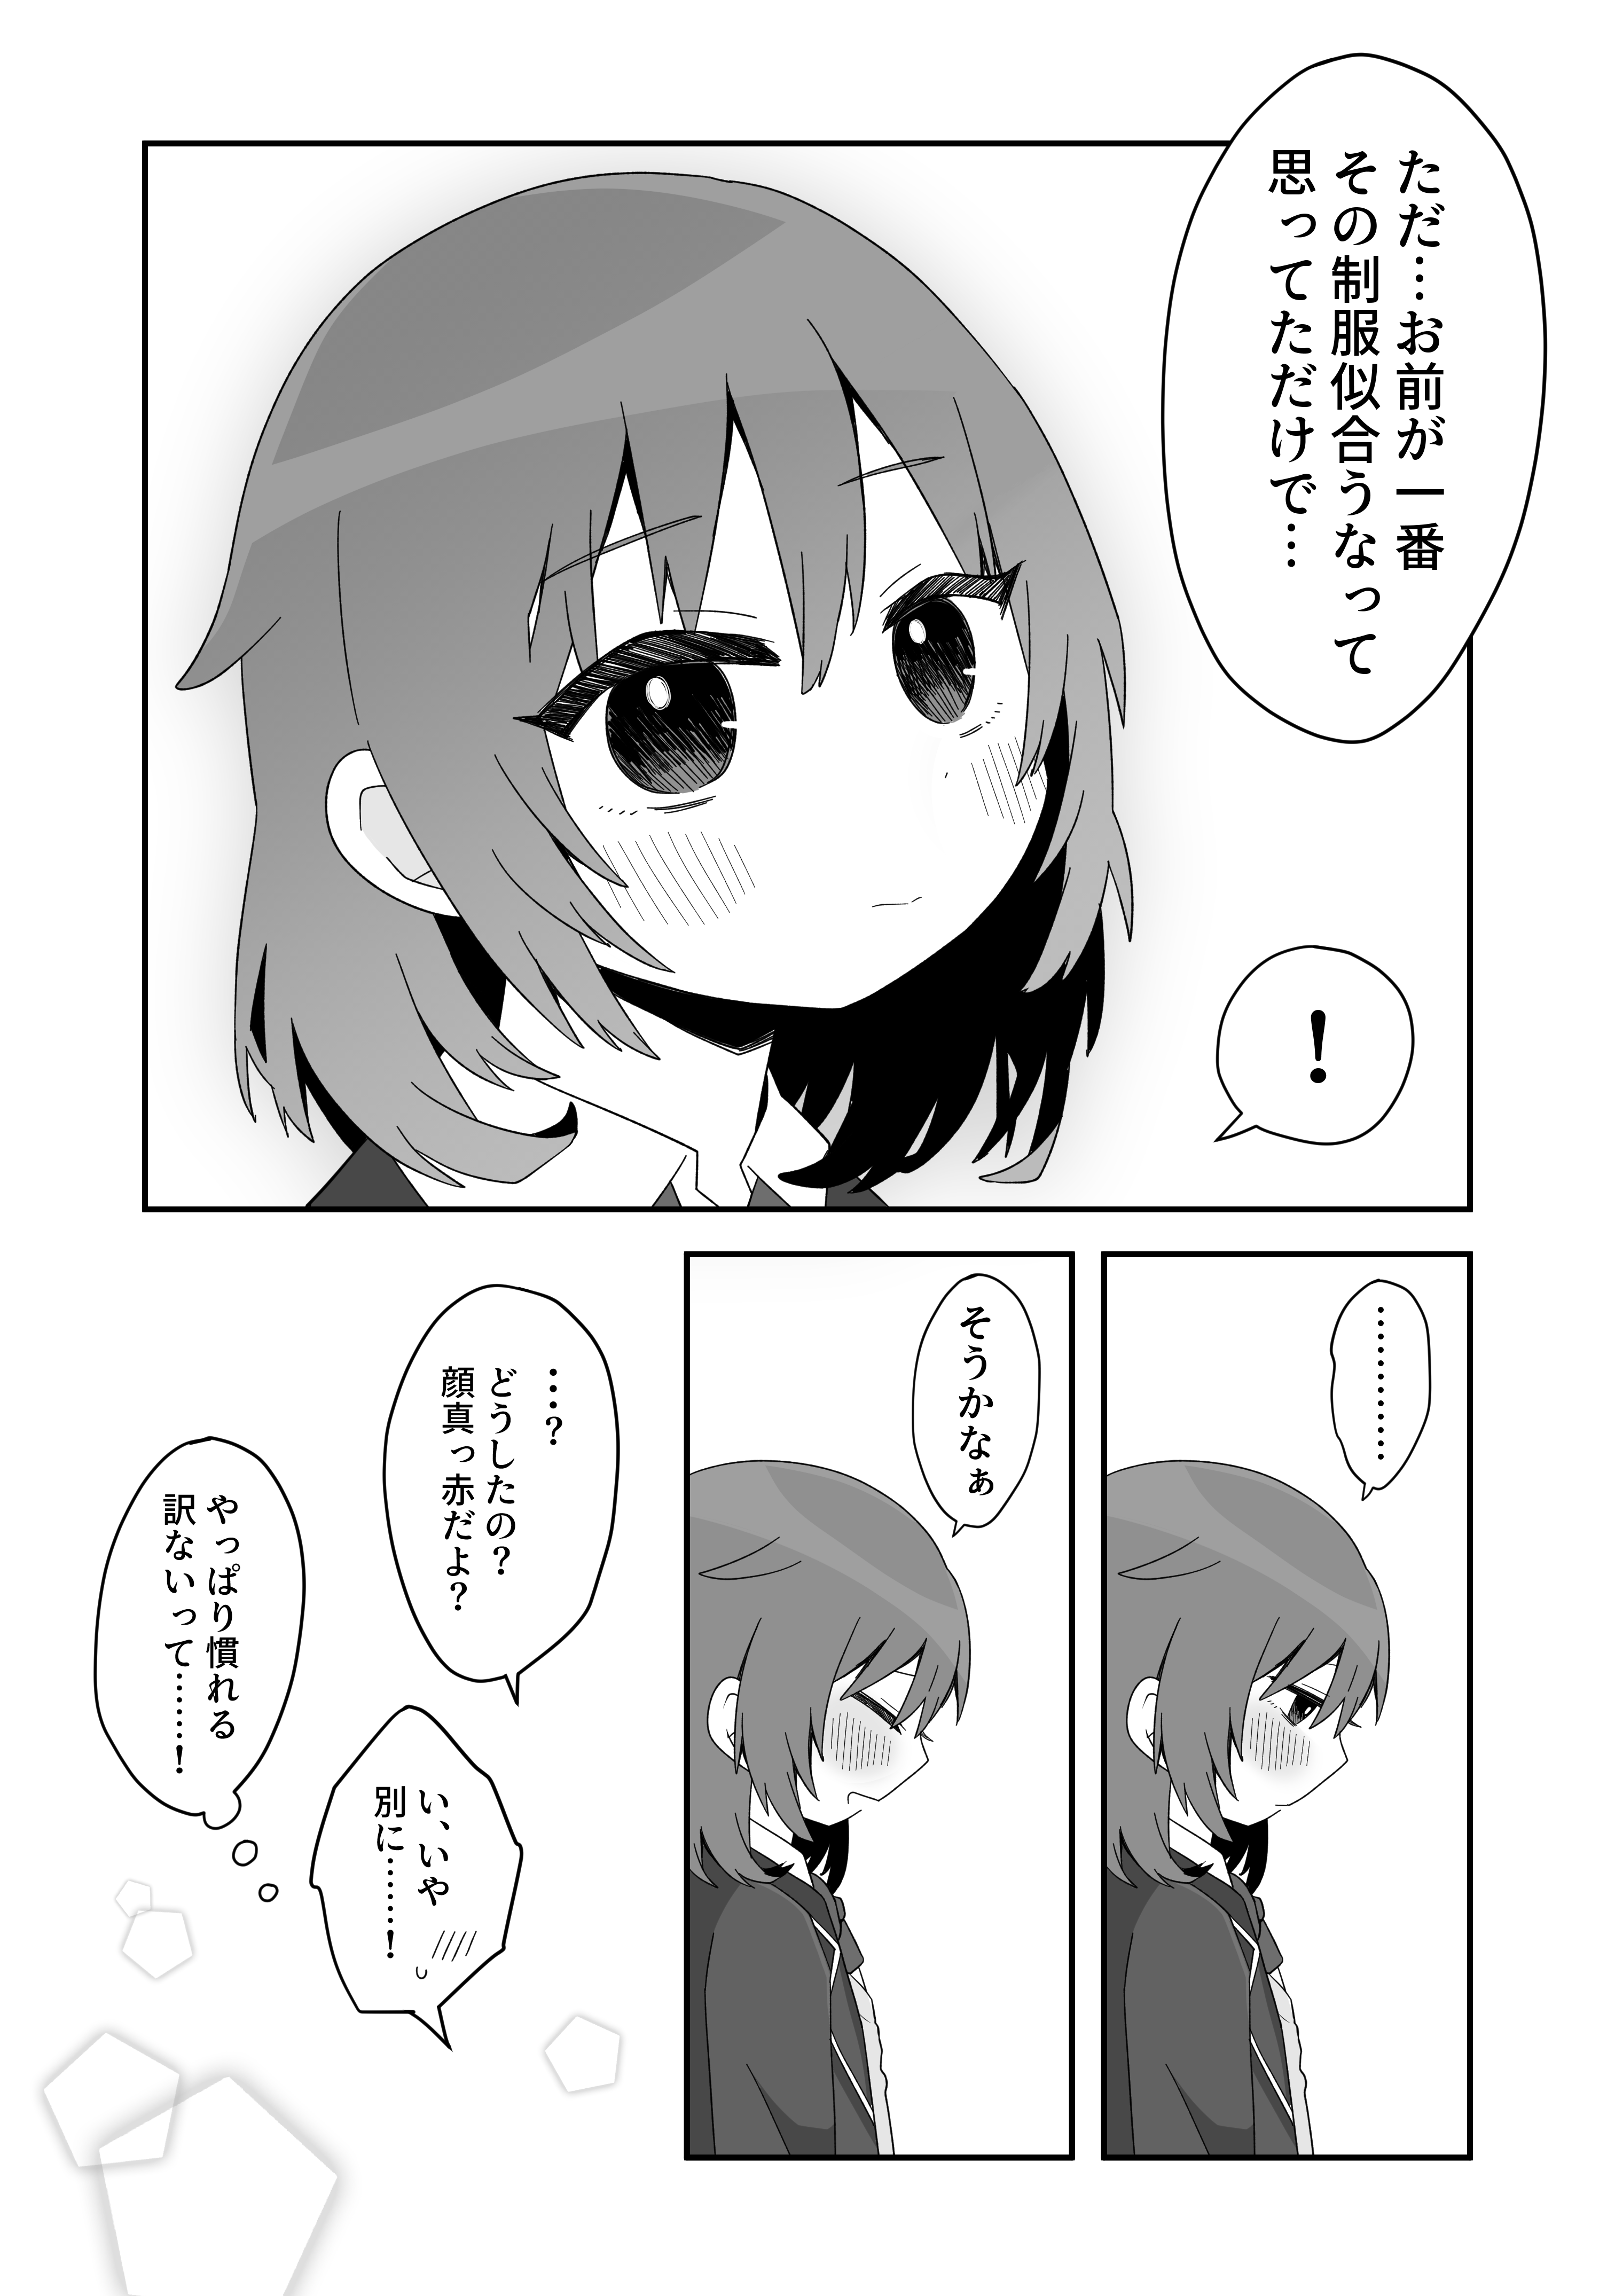 ただ…お前が一番
その制服似合うなって
思ってただけで…
！
…………
そうかなぁ
…？
どうしたの？
顔真っ赤だよ？
い、いや
別に………！
やっぱり慣れる
訳ないって………！